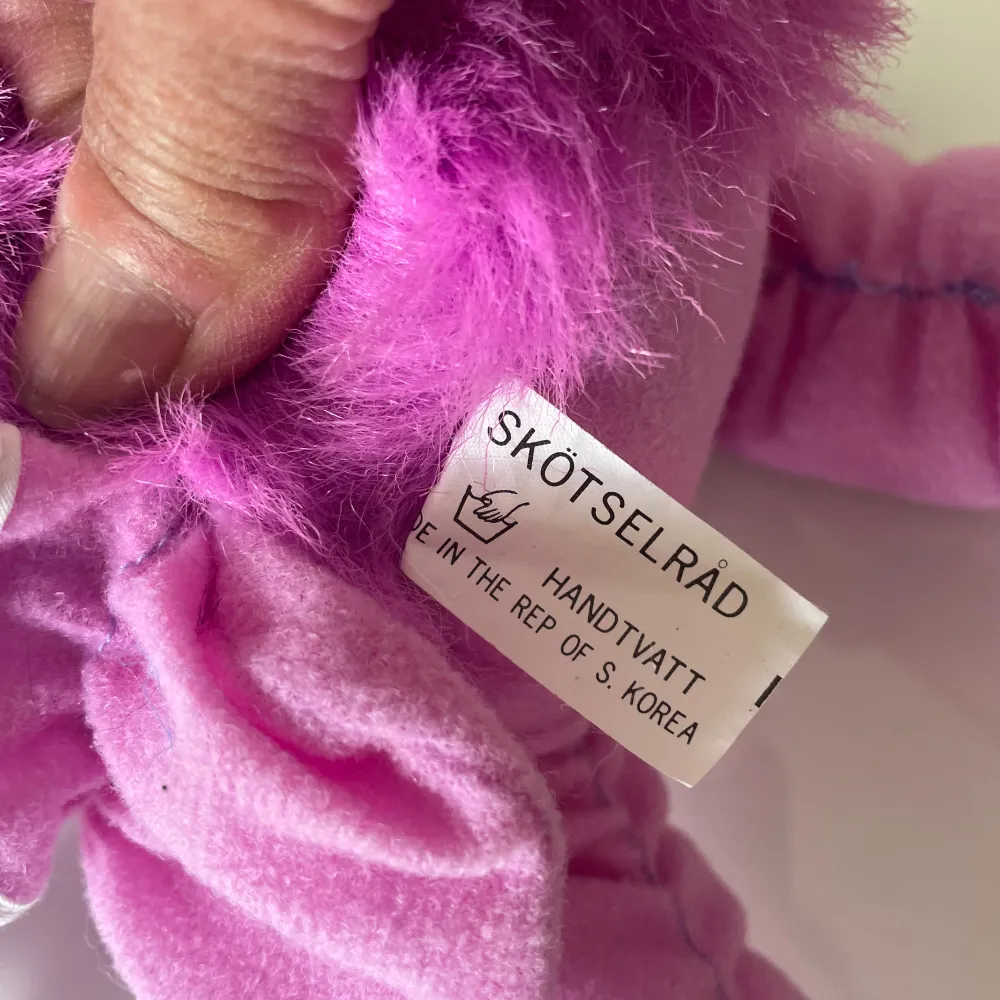 SKÖTSELRÅD
HANDTVATT
DE IN THE REP OF S. KOREA